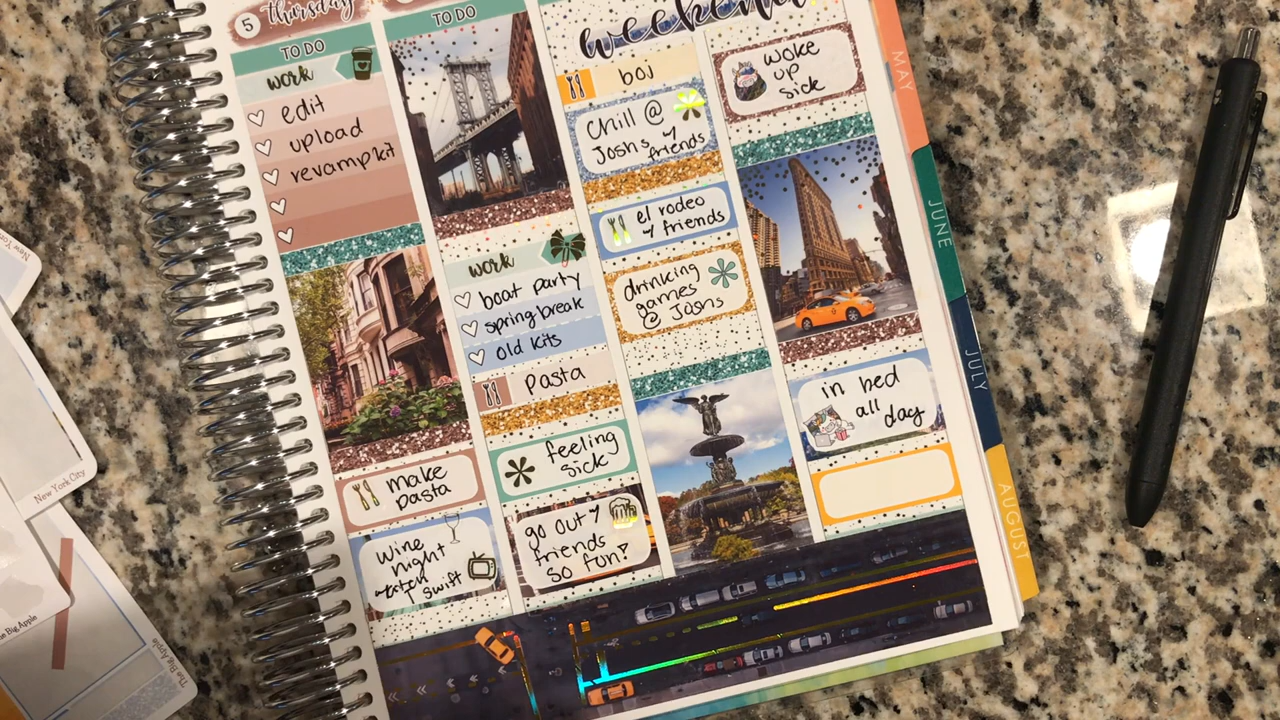 5 thursday
TO DO
work
edit
upload
revamp kit
make
pasta
wine
night
watch
T swift
TO DO
work
boat party
spring break
old kits
pasta
feeling
sick
go out w/
friends
so fun!
weekend
boj
Chill @
Joshs w/
friends
el rodeo
w/ friends
drinking
games
@ Joshs
woke
up
sick
in bed
all day
MAY
JUNE
JULY
AUGUST
New York City
The Big Apple